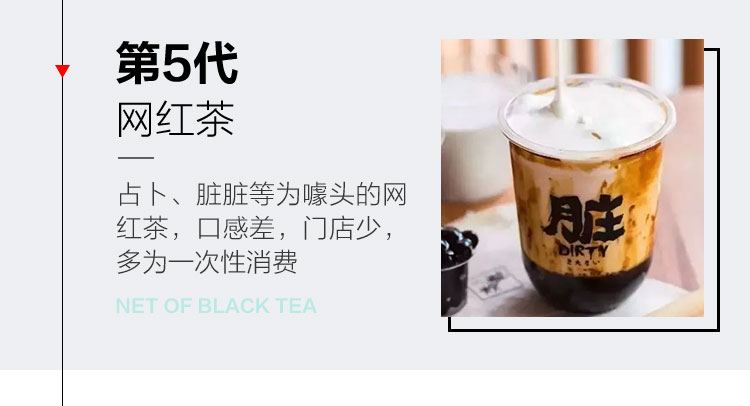 第5代
网红茶
占卜、脏脏等为噱头的网
红茶，口感差，门店少，
多为一次性消费
NET OF BLACK TEA
脏
DIRTY